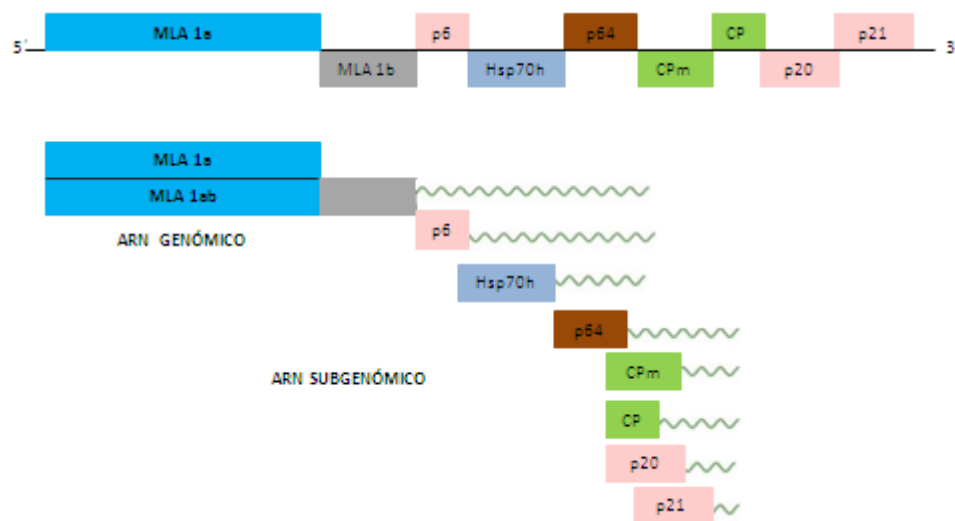 MLA 1a p6 p64 CP p21
5´ 3
MLA 1b Hsp70h CPm p20
MLA 1a
MLA 1ab
p6
ARN GENÓMICO
Hsp70h
p64
ARN SUBGENÓMICO
CPm
CP
p20
p21